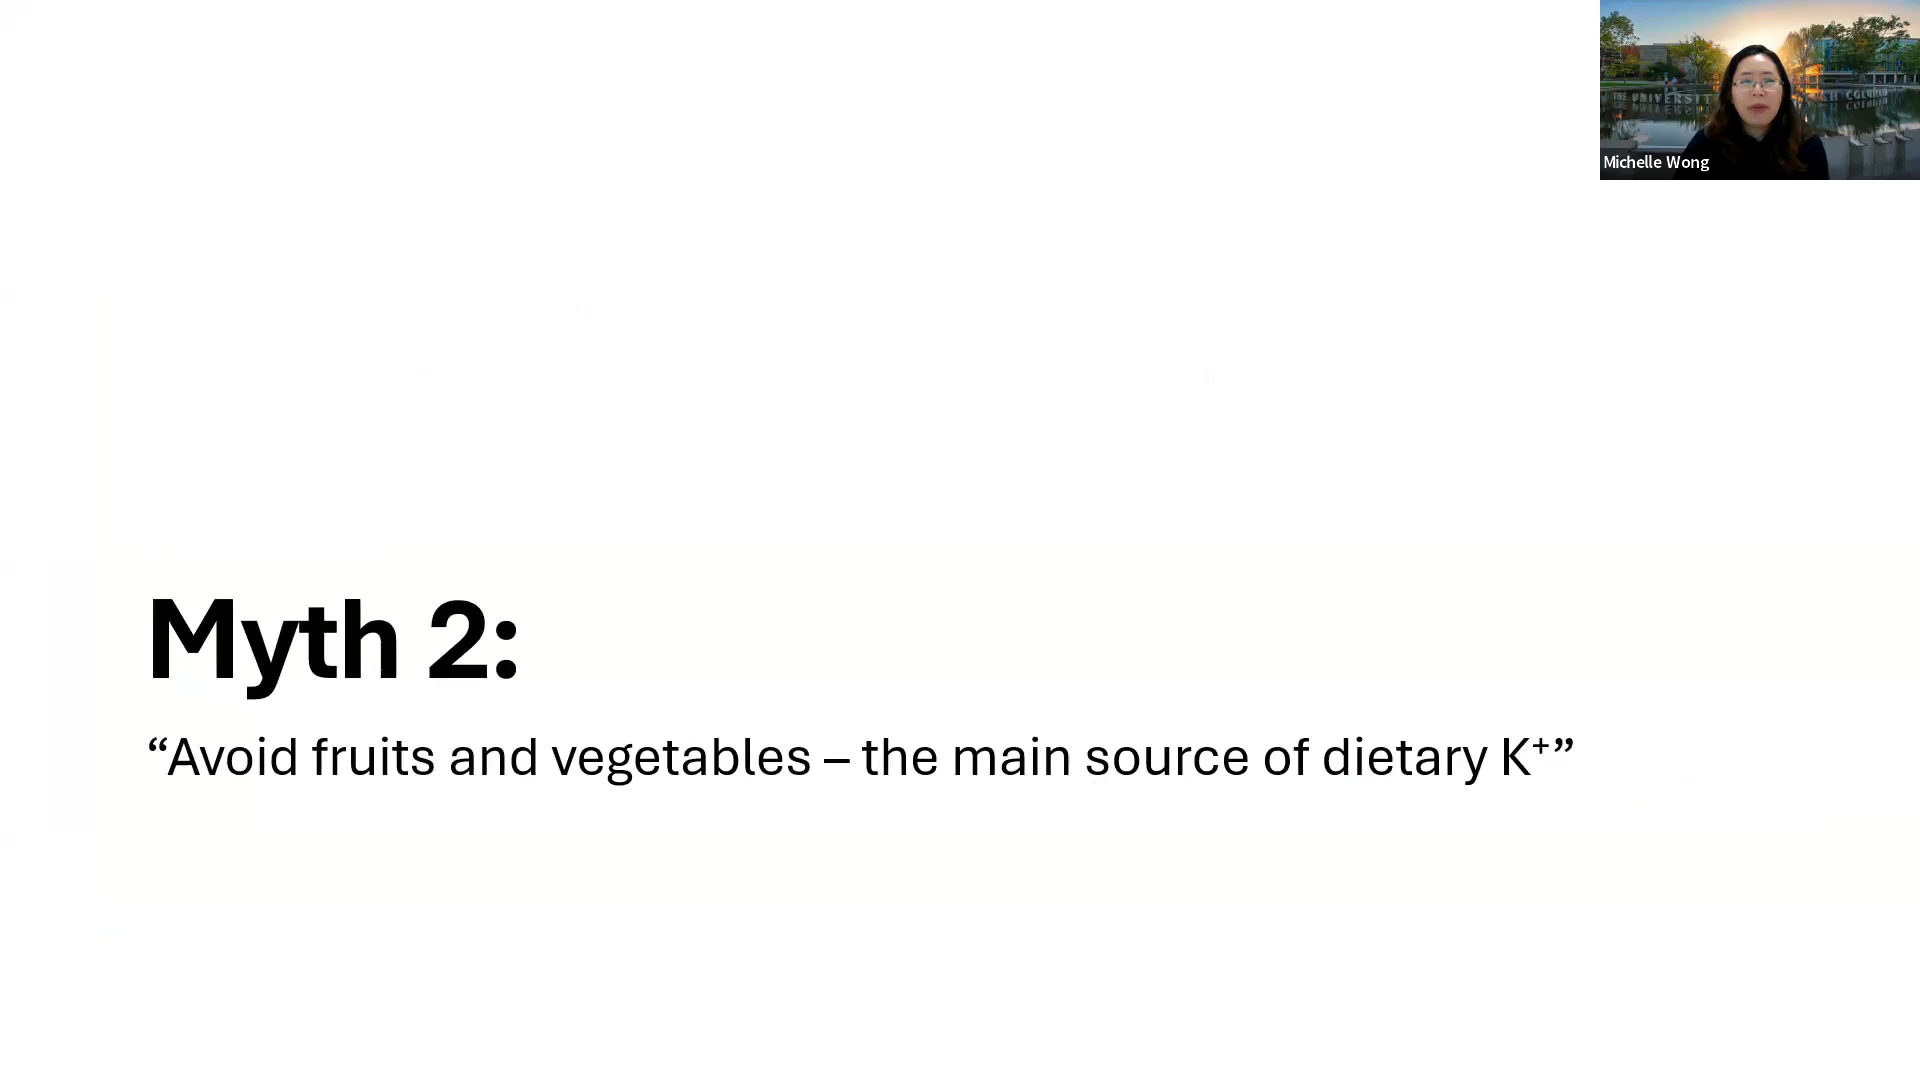 Myth 2:
“Avoid fruits and vegetables – the main source of dietary K⁺”
Michelle Wong